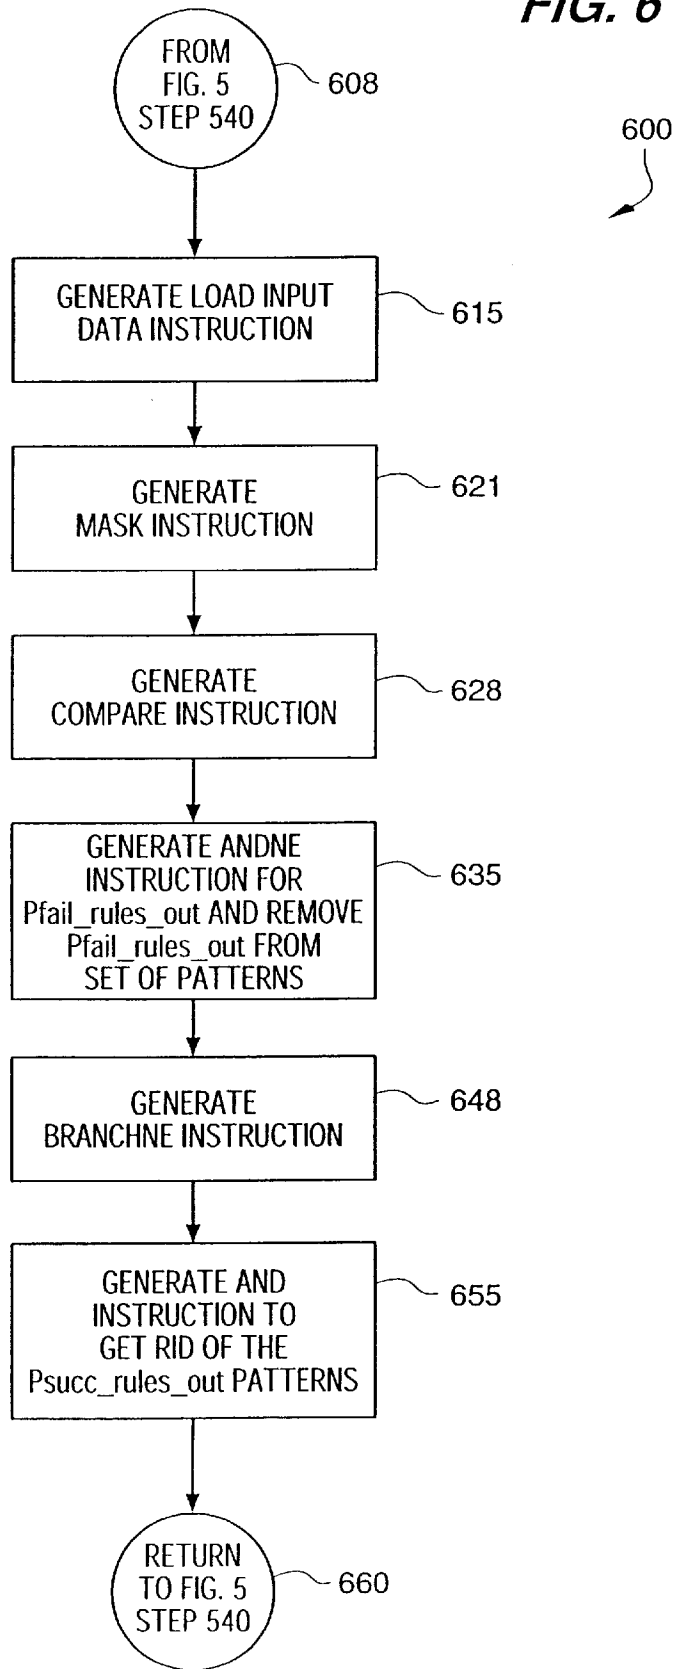 FIG. 6
FROM
FIG. 5
STEP 540
608
600
GENERATE LOAD INPUT
DATA INSTRUCTION
615
GENERATE
MASK INSTRUCTION
621
GENERATE
COMPARE INSTRUCTION
628
GENERATE ANDNE
INSTRUCTION FOR
Pfail_rules_out AND REMOVE
Pfail_rules_out FROM
SET OF PATTERNS
635
GENERATE
BRANCHNE INSTRUCTION
648
GENERATE AND
INSTRUCTION TO
GET RID OF THE
Psucc_rules_out PATTERNS
655
RETURN
TO FIG. 5
STEP 540
660